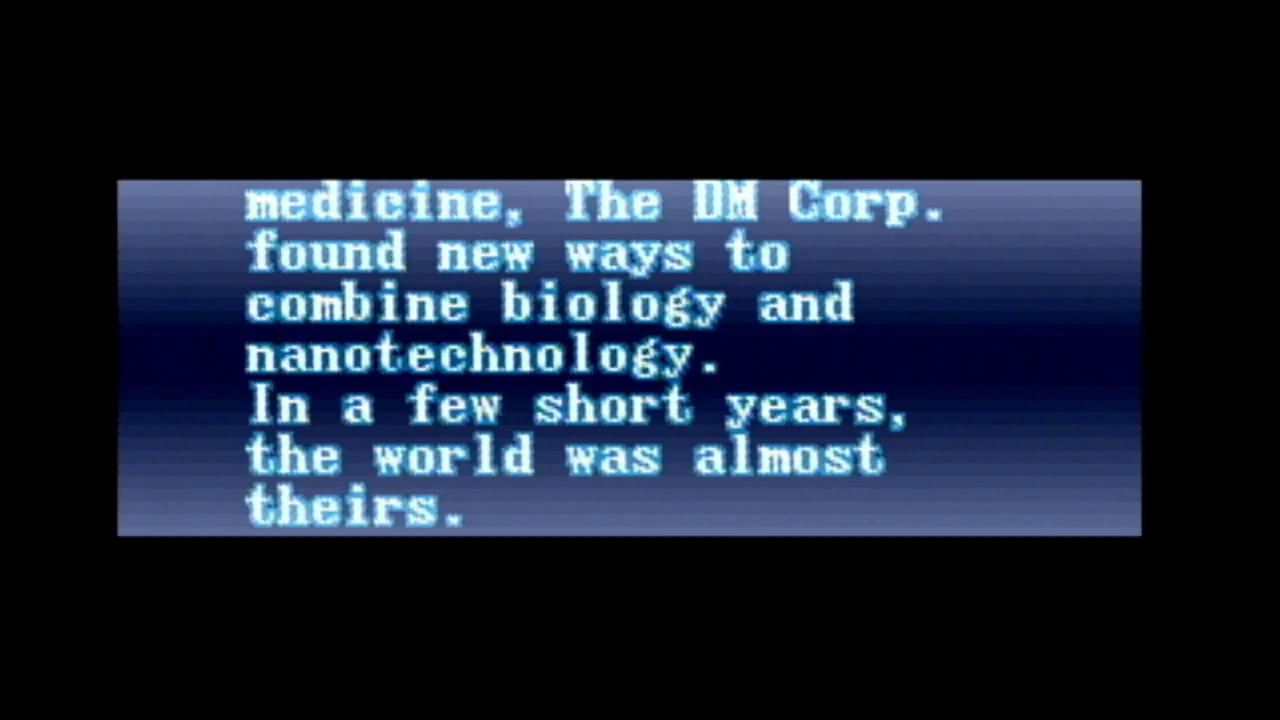 medicine, The DM Corp.
found new ways to
combine biology and
nanotechnology.
In a few short years,
the world was almost
theirs.